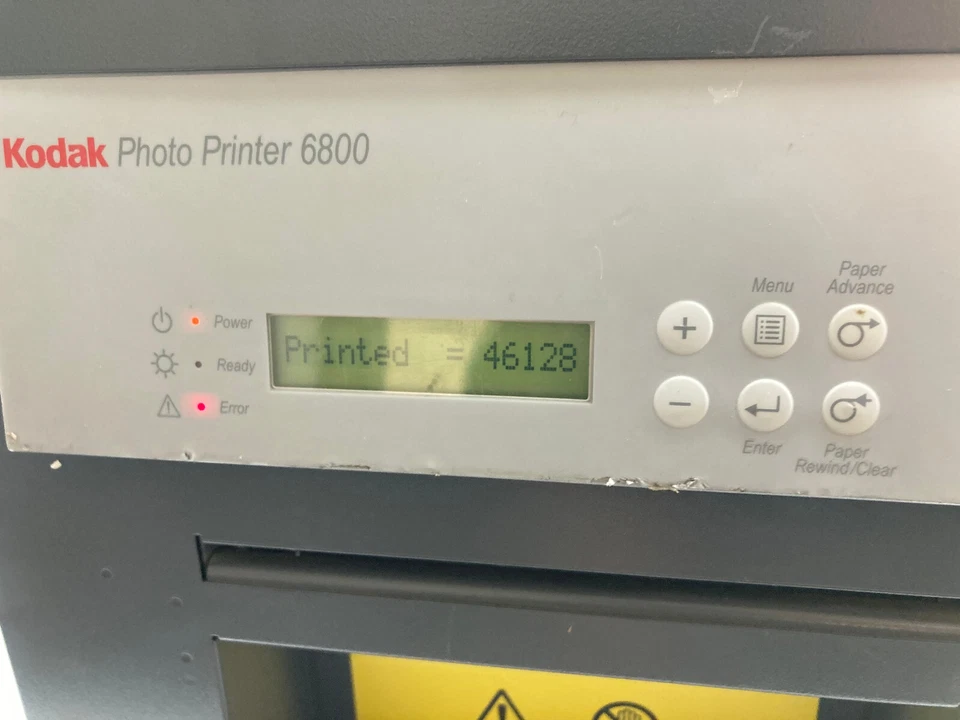 Kodak Photo Printer 6800
Power
Ready
Error
Printed = 46128
+
Menu
Paper
Advance
−
Enter
Paper
Rewind/Clear